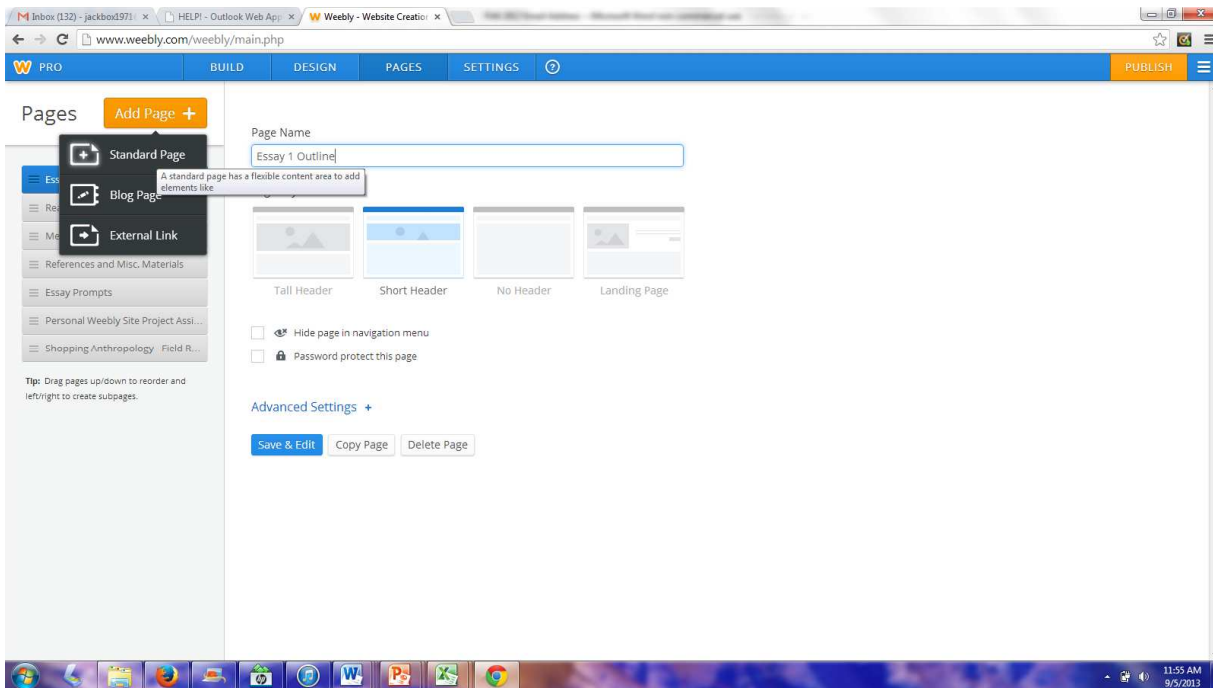 Inbox (132) - jackboxl971
HELP! - Outlook Web App
Weebly - Website Creation
www.weebly.com/weebly/main.php
PRO
BUILD
DESIGN
PAGES
SETTINGS
PUBLISH
Pages
Add Page +
Standard Page
Blog Page
External Link
A standard page has a flexible content area to add
elements like
Ess
Rea
Me
References and Misc. Materials
Essay Prompts
Personal Weebly Site Project Assi...
Shopping Anthropology Field R...
Tip: Drag pages up/down to reorder and
left/right to create subpages.
Page Name
Essay 1 Outline
Tall Header
Short Header
No Header
Landing Page
Hide page in navigation menu
Password protect this page
Advanced Settings +
Save & Edit
Copy Page
Delete Page
11:55 AM
9/5/2013